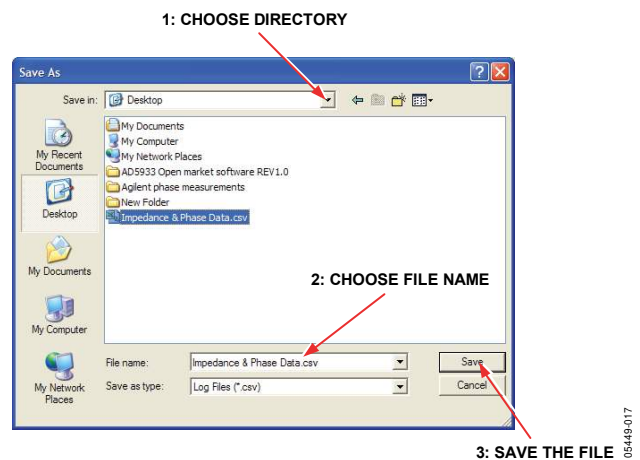 1: CHOOSE DIRECTORY
Save As
Save in: Desktop
My Recent
Documents
Desktop
My Documents
My Computer
My Network
Places
My Documents
My Computer
My Network Places
AD5933 Open market software REV1.0
Agilent phase measurements
New Folder
Impedance & Phase Data.csv
2: CHOOSE FILE NAME
File name: Impedance & Phase Data.csv Save
Save as type: Log Files (*.csv) Cancel
3: SAVE THE FILE
05449-017